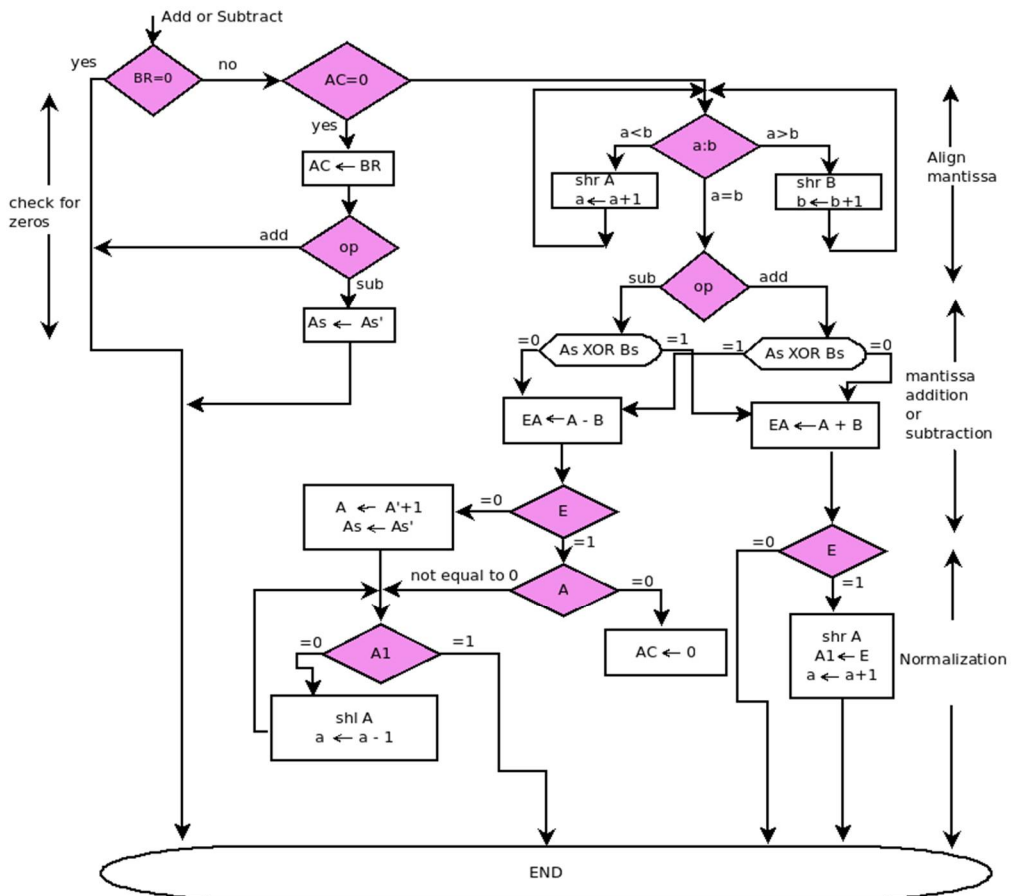 Add or Subtract
yes
BR=0
no
AC=0
yes
AC ← BR
check for
zeros
add
op
sub
As ← As'
a<b
a:b
a>b
shr A
a← a+1
a=b
shr B
b←b+1
Align
mantissa
sub
op
add
=0
As XOR Bs
=1
=1
As XOR Bs
=0
EA←A - B
EA←A + B
mantissa
addition
or
subtraction
A ← A'+1
As ← As'
=0
E
=1
=0
E
=1
not equal to 0
A
=0
AC ← 0
shr A
A1← E
a ← a+1
Normalization
=0
A1
=1
shl A
a ← a - 1
END